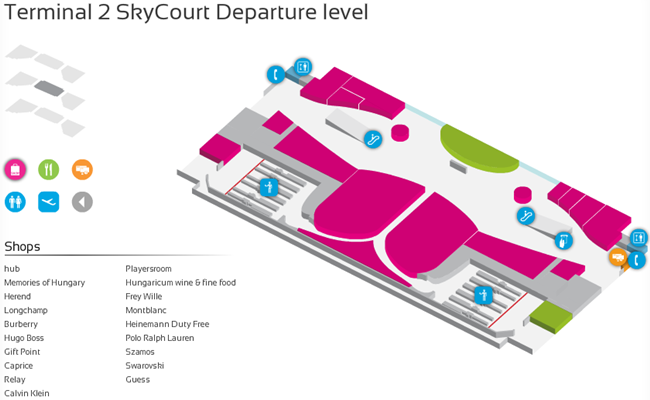 Terminal 2 SkyCourt Departure level
Shops
hub
Memories of Hungary
Herend
Longchamp
Burberry
Hugo Boss
Gift Point
Caprice
Relay
Calvin Klein
Playersroom
Hungaricum wine & fine food
Frey Wille
Montblanc
Heinemann Duty Free
Polo Ralph Lauren
Szamos
Swarovski
Guess